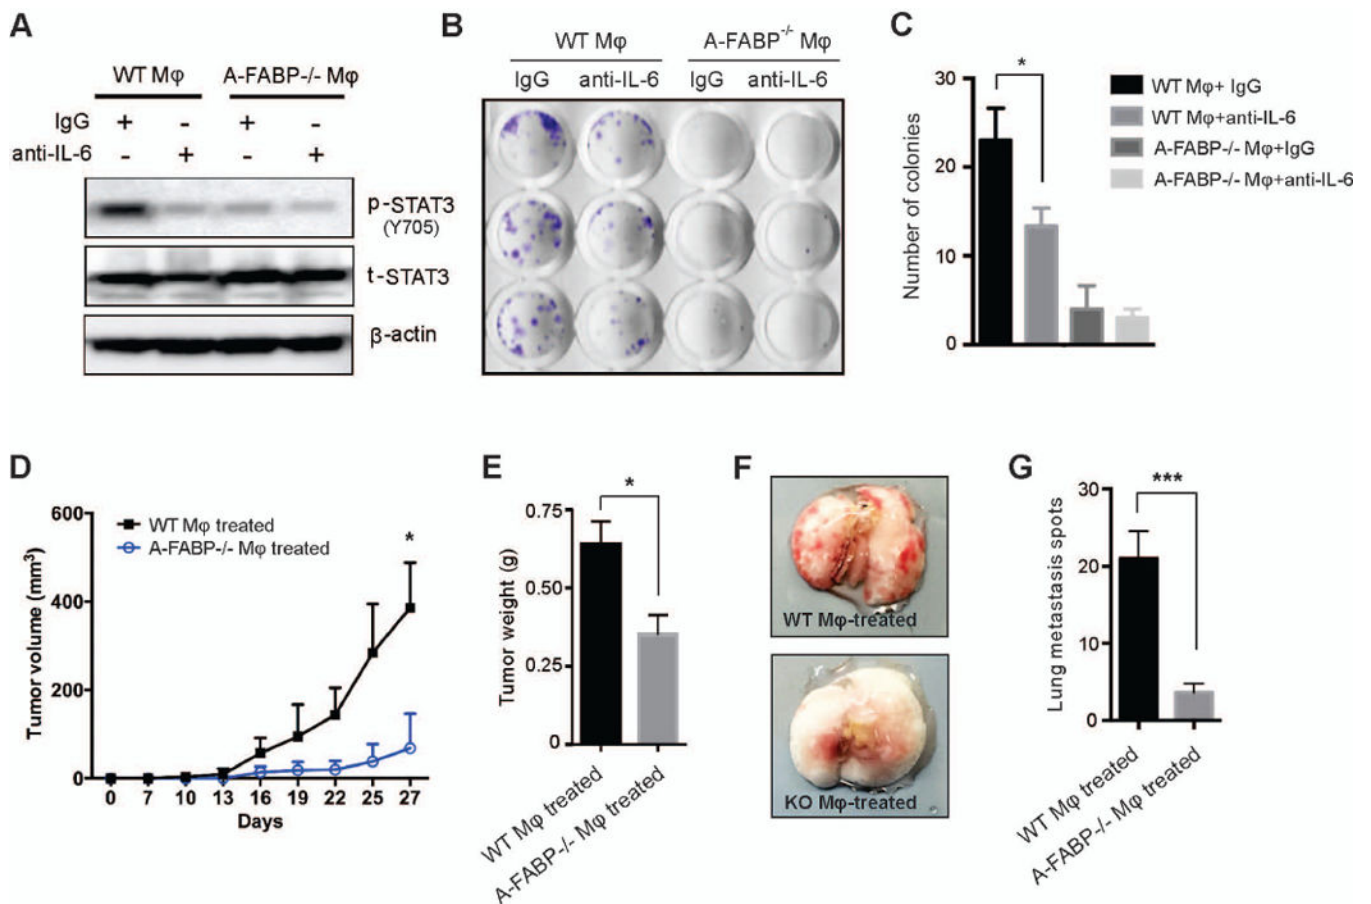 A
WT Mφ A-FABP-/- Mφ
IgG + - + -
anti-IL-6 - + - +
p-STAT3
(Y705)
t-STAT3
β-actin
B
WT Mφ A-FABP-/- Mφ
IgG anti-IL-6 IgG anti-IL-6
C
Number of colonies
30
20
10
0
*
WT Mφ+ IgG
WT Mφ+anti-IL-6
A-FABP-/- Mφ+IgG
A-FABP-/- Mφ+anti-IL-6
D
Tumor volume (mm³)
600
400
200
0
WT Mφ treated
A-FABP-/- Mφ treated
*
0 7 10 13 16 19 22 25 27
Days
E
Tumor weight (g)
0.75
0.50
0.25
0
*
WT Mφ treated
A-FABP-/- Mφ treated
F
WT Mφ-treated
KO Mφ-treated
G
Lung metastasis spots
30
20
10
0
***
WT Mφ treated
A-FABP-/- Mφ treated